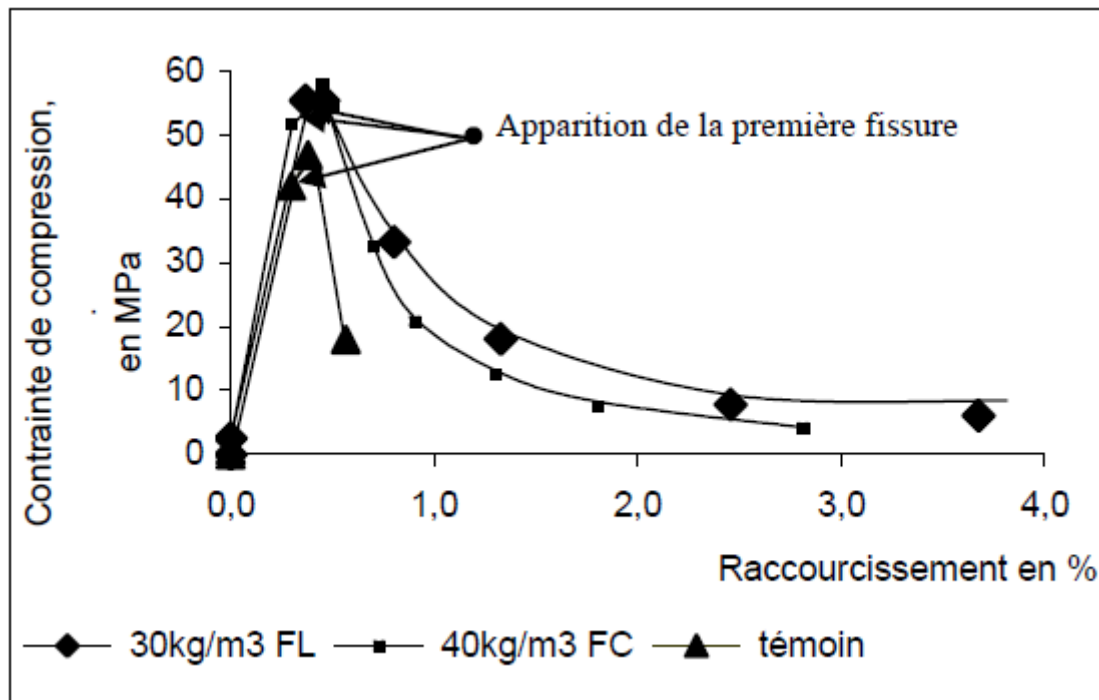 Contrainte de compression,
en MPa
60
50
40
30
20
10
0
Apparition de la première fissure
0,0 1,0 2,0 3,0 4,0
Raccourcissement en %
30kg/m3 FL 40kg/m3 FC témoin